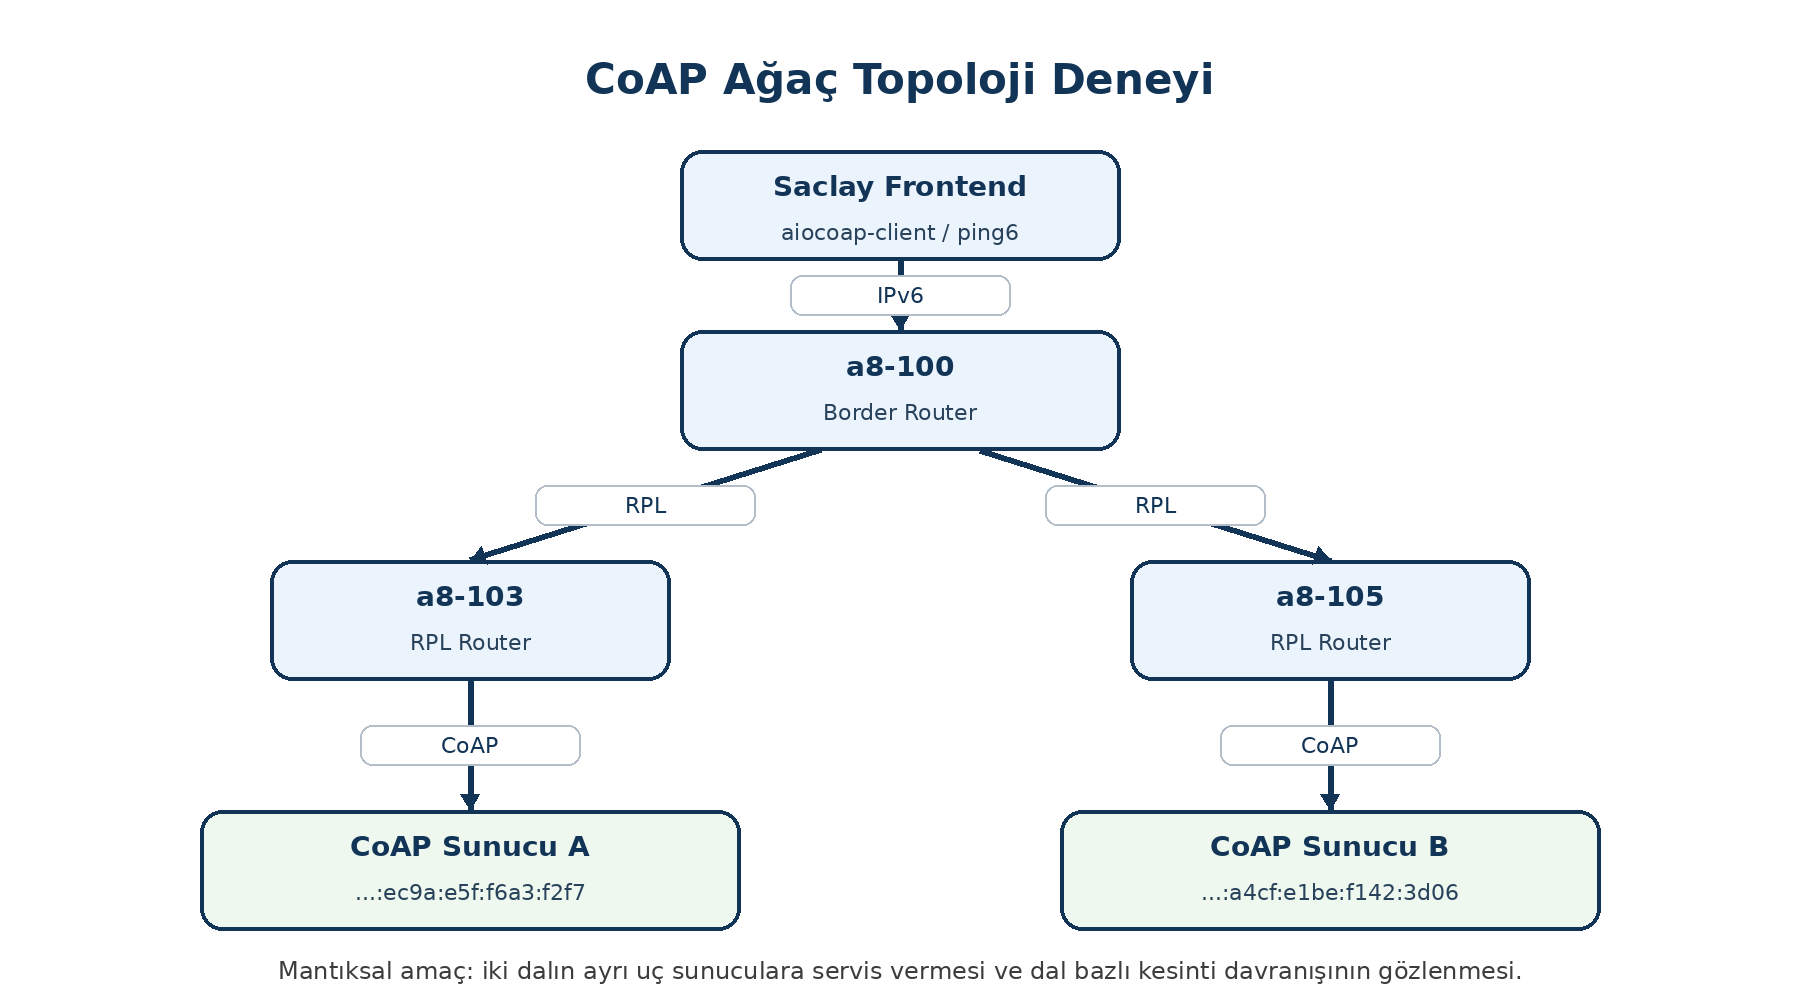 CoAP Ağaç Topoloji Deneyi
Saclay Frontend
aiocoap-client / ping6
IPv6
a8-100
Border Router
RPL
RPL
a8-103
RPL Router
a8-105
RPL Router
CoAP
CoAP
CoAP Sunucu A
...:ec9a:e5f:f6a3:f2f7
CoAP Sunucu B
...:a4cf:e1be:f142:3d06
Mantıksal amaç: iki dalın ayrı uç sunuculara servis vermesi ve dal bazlı kesinti davranışının gözlenmesi.